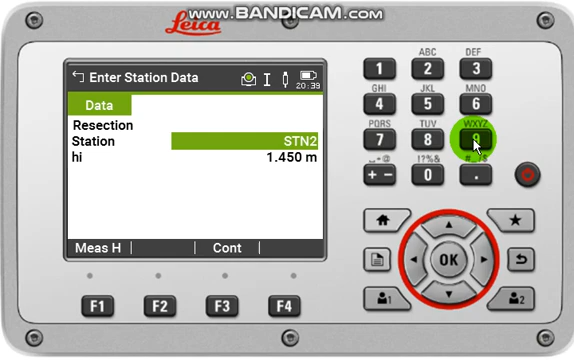 www.BANDICAM.com
Leica
Enter Station Data
20:39
Data
Resection
Station STN2
hi 1.450 m
Meas H Cont
F1 F2 F3 F4
ABC DEF
1 2 3
GHI JKL MNO
4 5 6
PQRS TUV WXYZ
7 8 9
!?%&
+ - 0 .
OK
1 2